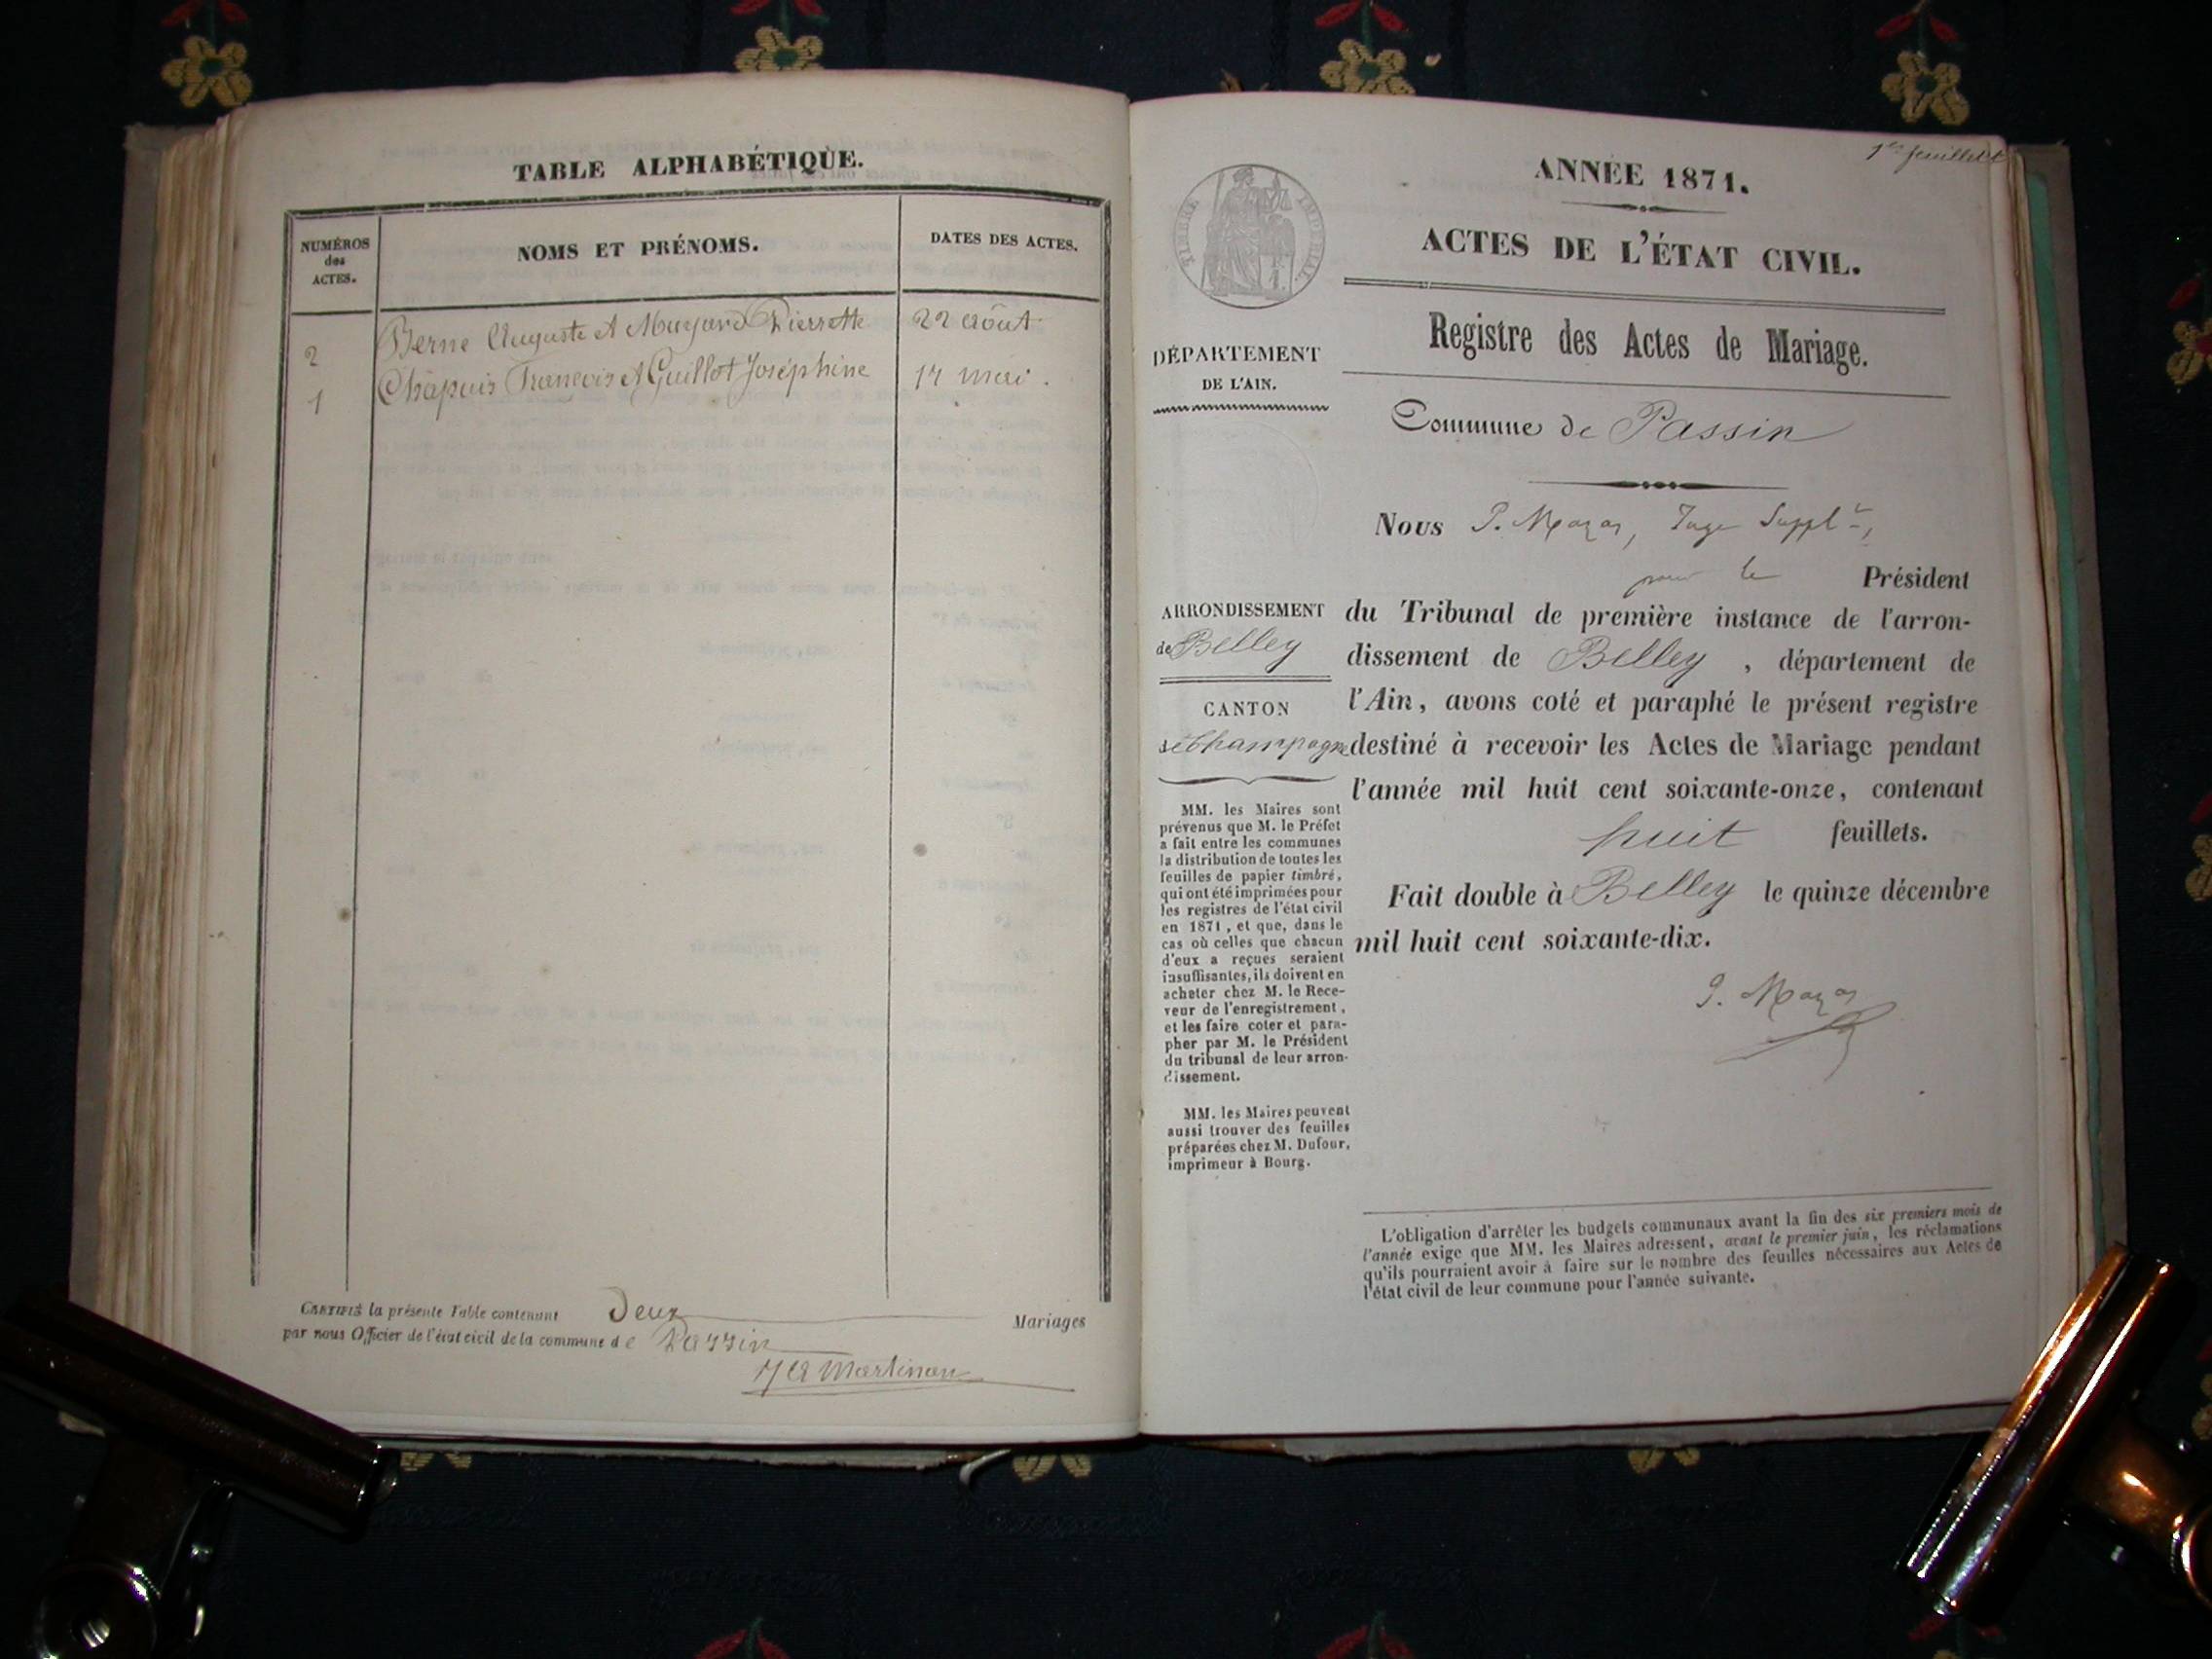 TABLE ALPHABÉTIQUE.
NUMÉROS
des
ACTES.
NOMS ET PRÉNOMS.
DATES DES ACTES.
2 Berne Auguste et Pierrette 22 août
1 Chapuis François et Guillot Joséphine 17 mai.
CERTIFIÉ la présente Table contenant Deux Mariages
par nous Officier de l'état civil de la commune de Passin
Martinan
1er feuillet
ANNÉE 1871.
ACTES DE L'ÉTAT CIVIL.
TIMBRE IMPERIAL
Registre des Actes de Mariage.
DÉPARTEMENT
DE L'AIN.
Commune de Passin
Nous P. Mazas, Juge Supplt,
pour le Président
du Tribunal de première instance de l'arron-
dissement de Belley, département de
l'Ain, avons coté et paraphé le présent registre
destiné à recevoir les Actes de Mariage pendant
l'année mil huit cent soixante-onze, contenant
huit feuillets.
Fait double à Belley le quinze décembre
mil huit cent soixante-dix.
P. Mazas
ARRONDISSEMENT
de Belley
CANTON
de Champagne
MM. les Maires sont
prévenus que M. le Préfet
a fait entre les communes
la distribution de toutes les
feuilles de papier timbré,
qui ont été imprimées pour
les registres de l'état civil
en 1871, et que, dans le
cas où celles que chacun
d'eux a reçues seraient
insuffisantes, ils doivent en
acheter chez M. le Rece-
veur de l'enregistrement,
et les faire coter et para-
pher par M. le Président
du tribunal de leur arron-
dissement.
MM. les Maires peuvent
aussi trouver des feuilles
préparées chez M. Dufour,
imprimeur à Bourg.
L'obligation d'arrêter les budgets communaux avant la fin des six premiers mois de
l'année exige que MM. les Maires adressent, avant le premier juin, les réclamations
qu'ils pourraient avoir à faire sur le nombre des feuilles nécessaires aux Actes de
l'état civil de leur commune pour l'année suivante.